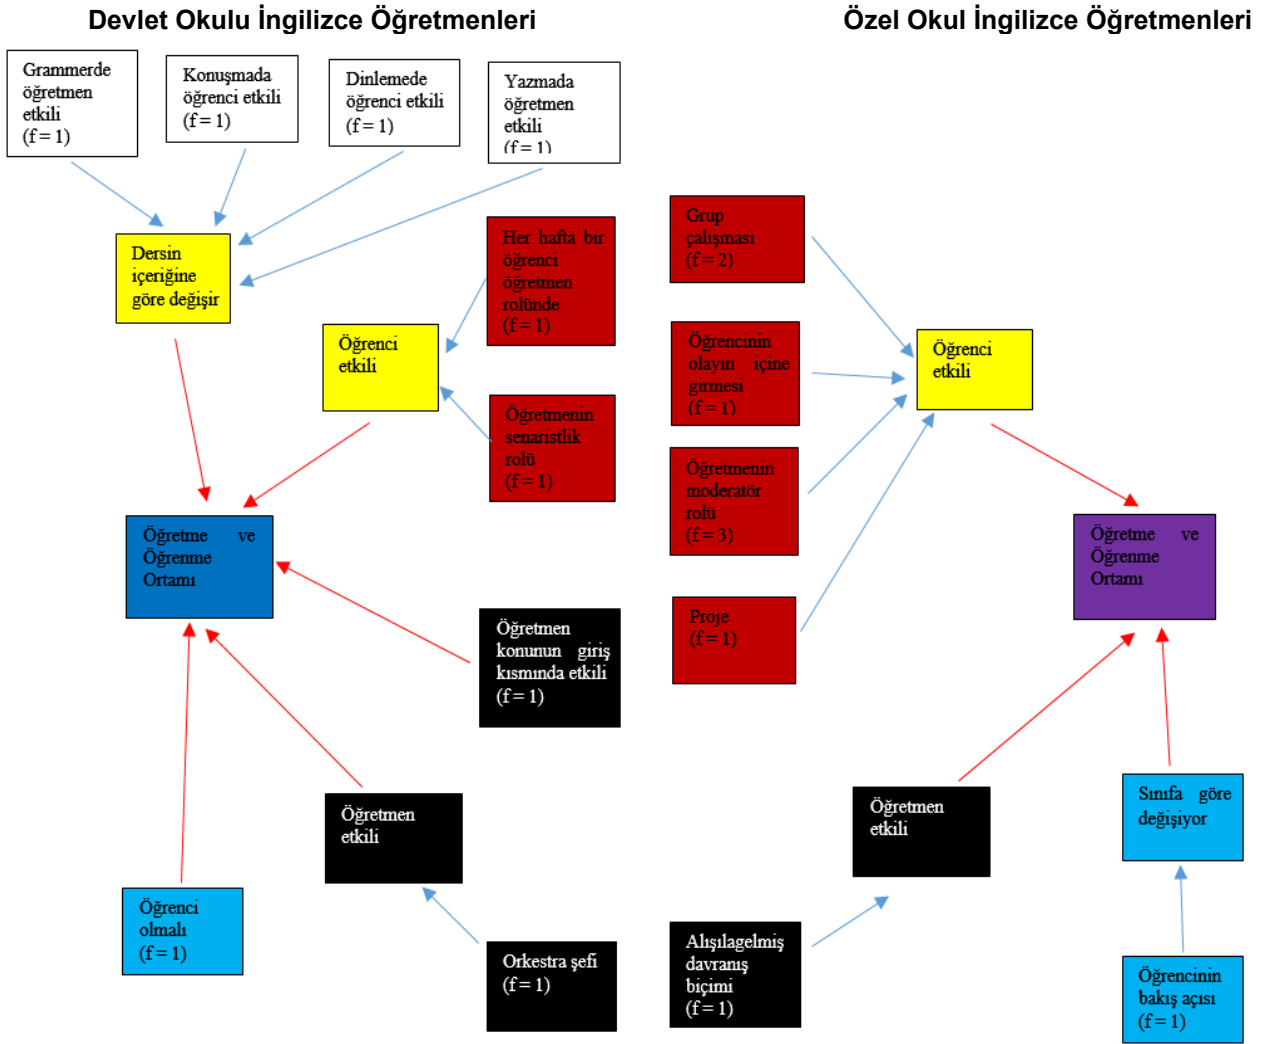 Devlet Okulu İngilizce Öğretmenleri
Özel Okul İngilizce Öğretmenleri
Grammerde
öğretmen
etkili
(f = 1)
Konuşmada
öğrenci etkili
(f = 1)
Dinlemede
öğrenci etkili
(f = 1)
Yazmada
öğretmen
etkili
(f = 1)
Dersin
içeriğine
göre değişir
Her hafta bir
öğrenci
öğretmen
rolünde
(f = 1)
Öğrenci
etkili
Öğretmenin
senaristlik
rolü
(f = 1)
Öğretme ve
Öğrenme
Ortamı
Öğretmen
konunun giriş
kısmında etkili
(f = 1)
Öğretmen
etkili
Öğrenci
olmalı
(f = 1)
Orkestra şefi
(f = 1)
Grup
çalışması
(f = 2)
Öğrencinin
olayın içine
girmesi
(f = 1)
Öğretmenin
moderatör
rolü
(f = 3)
Proje
(f = 1)
Öğrenci
etkili
Öğretme ve
Öğrenme
Ortamı
Öğretmen
etkili
Sınıfa göre
değişiyor
Alışılagelmiş
davranış
biçimi
(f = 1)
Öğrencinin
bakış açısı
(f = 1)